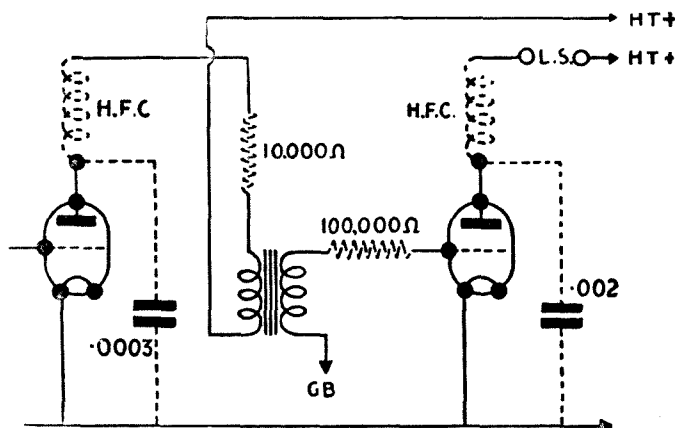 HT+
L.S.
HT+
H.F.C
H.F.C.
10,000Ω
100,000Ω
·0003
·002
GB